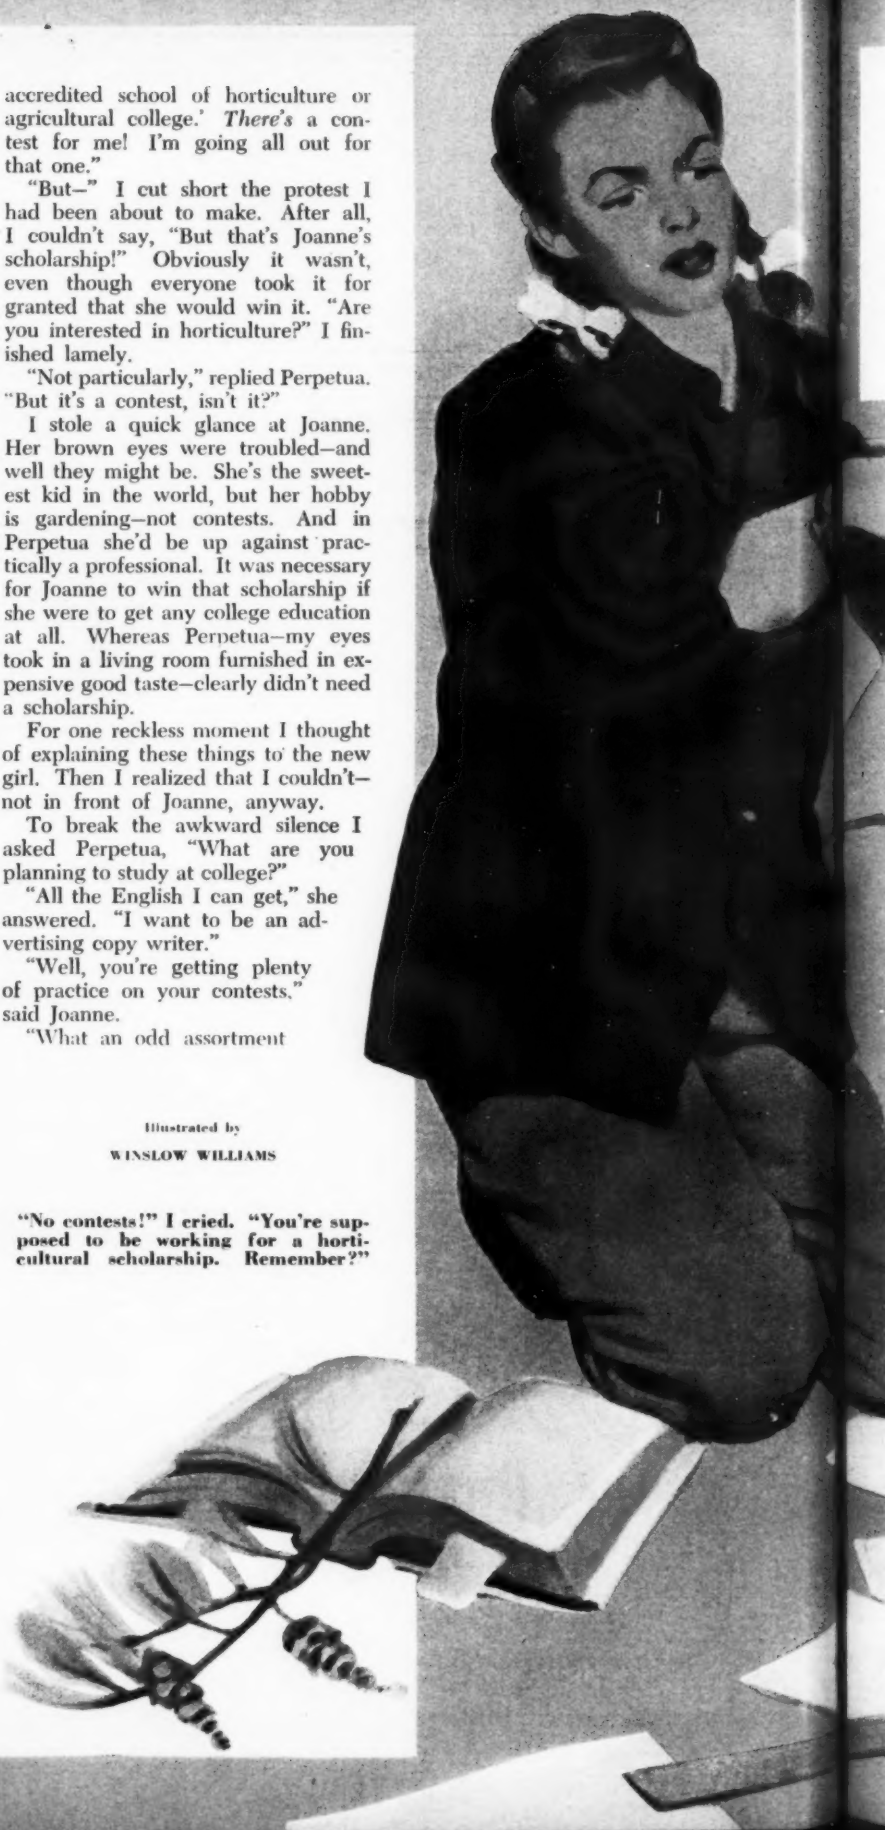 accredited school of horticulture or
agricultural college.' There's a con-
test for me! I'm going all out for
that one.”
“But—” I cut short the protest I
had been about to make. After all,
I couldn't say, “But that's Joanne's
scholarship!” Obviously it wasn't,
even though everyone took it for
granted that she would win it. “Are
you interested in horticulture?” I fin-
ished lamely.
“Not particularly,” replied Perpetua.
“But it's a contest, isn't it?”
I stole a quick glance at Joanne.
Her brown eyes were troubled—and
well they might be. She's the sweet-
est kid in the world, but her hobby
is gardening—not contests. And in
Perpetua she'd be up against prac-
tically a professional. It was necessary
for Joanne to win that scholarship if
she were to get any college education
at all. Whereas Perpetua—my eyes
took in a living room furnished in ex-
pensive good taste—clearly didn't need
a scholarship.
For one reckless moment I thought
of explaining these things to the new
girl. Then I realized that I couldn't—
not in front of Joanne, anyway.
To break the awkward silence I
asked Perpetua, “What are you
planning to study at college?”
“All the English I can get,” she
answered. “I want to be an ad-
vertising copy writer.”
“Well, you're getting plenty
of practice on your contests,”
said Joanne.
“What an odd assortment
Illustrated by
WINSLOW WILLIAMS
“No contests!” I cried. “You're sup-
posed to be working for a horti-
cultural scholarship. Remember?”